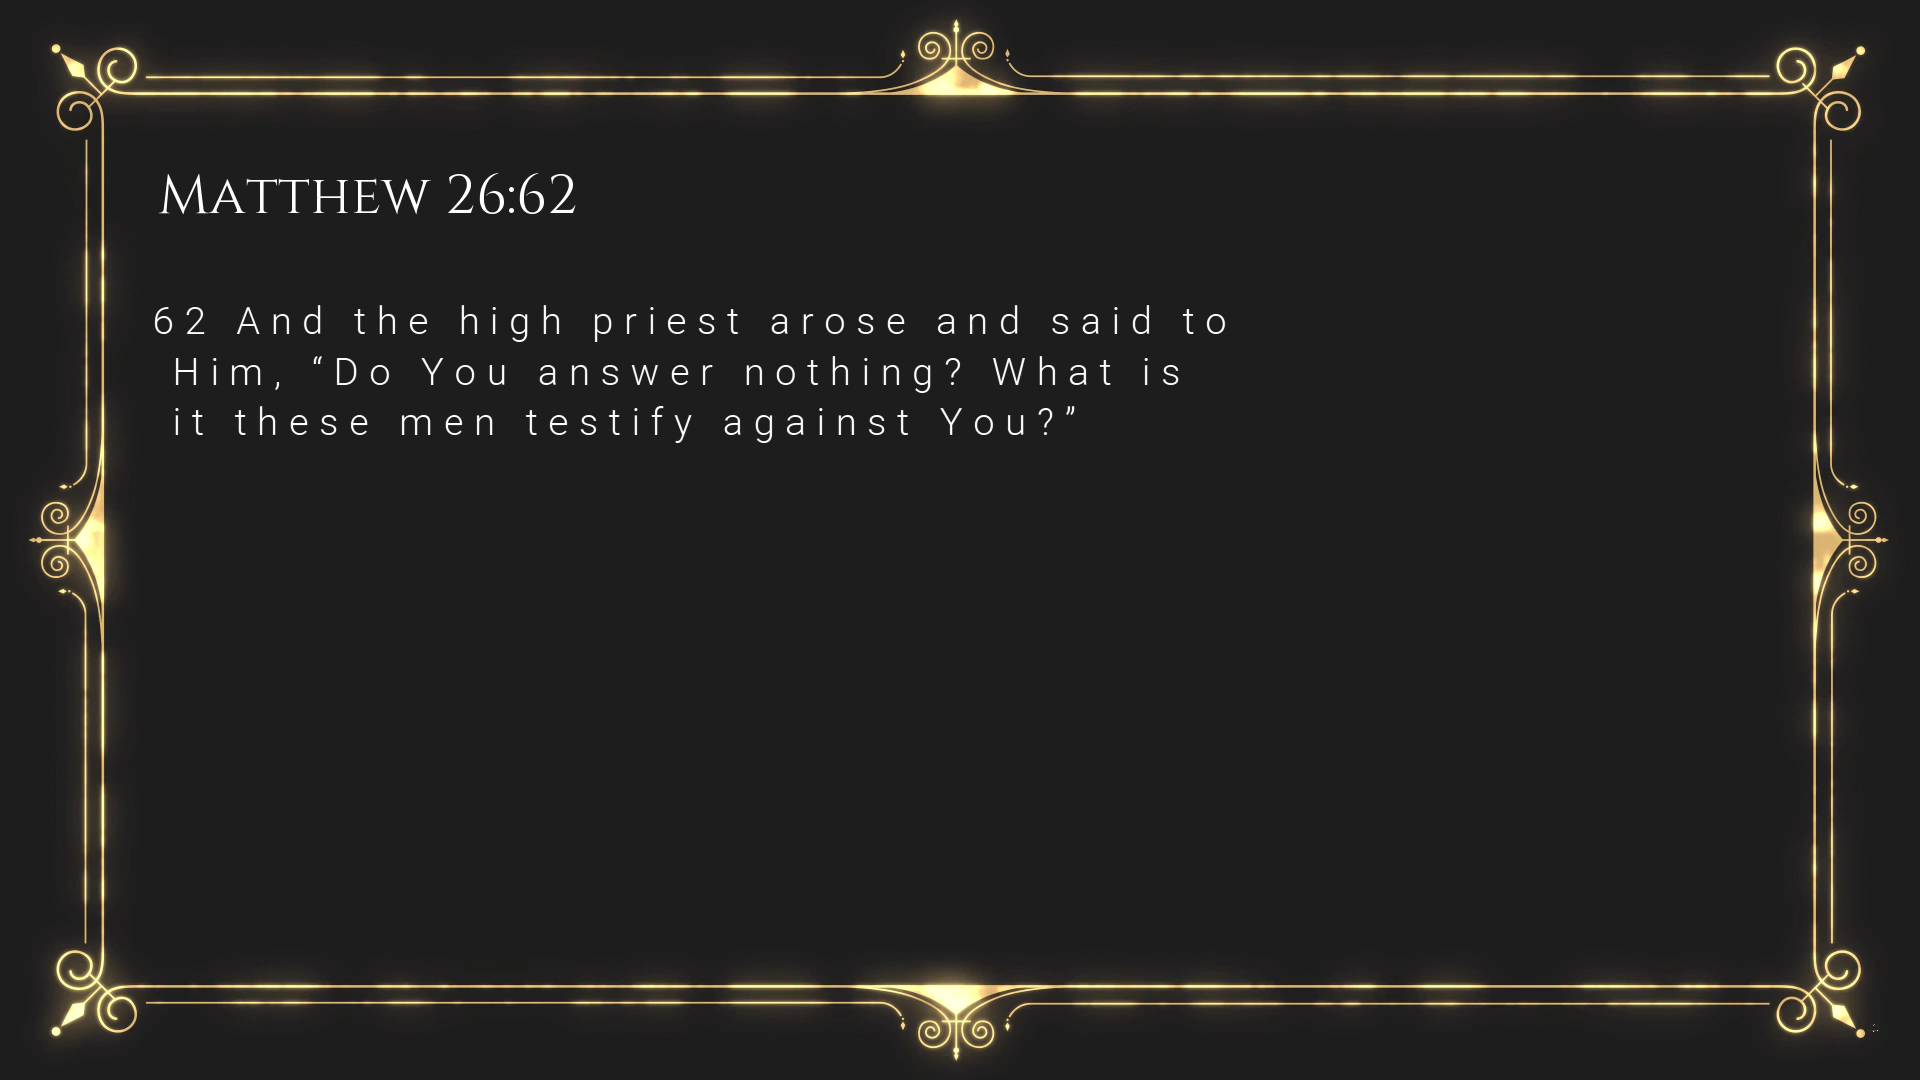 Matthew 26:62
62 And the high priest arose and said to
Him, “Do You answer nothing? What is
it these men testify against You?”